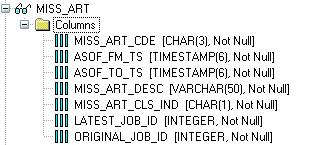 MISS_ART
Columns
MISS_ART_CDE [CHAR(3), Not Null]
ASOF_FM_TS [TIMESTAMP(6), Not Null]
ASOF_TO_TS [TIMESTAMP(6), Not Null]
MISS_ART_DESC [VARCHAR(50), Not Null]
MISS_ART_CLS_IND [CHAR(1), Not Null]
LATEST_JOB_ID [INTEGER, Not Null]
ORIGINAL_JOB_ID [INTEGER, Not Null]